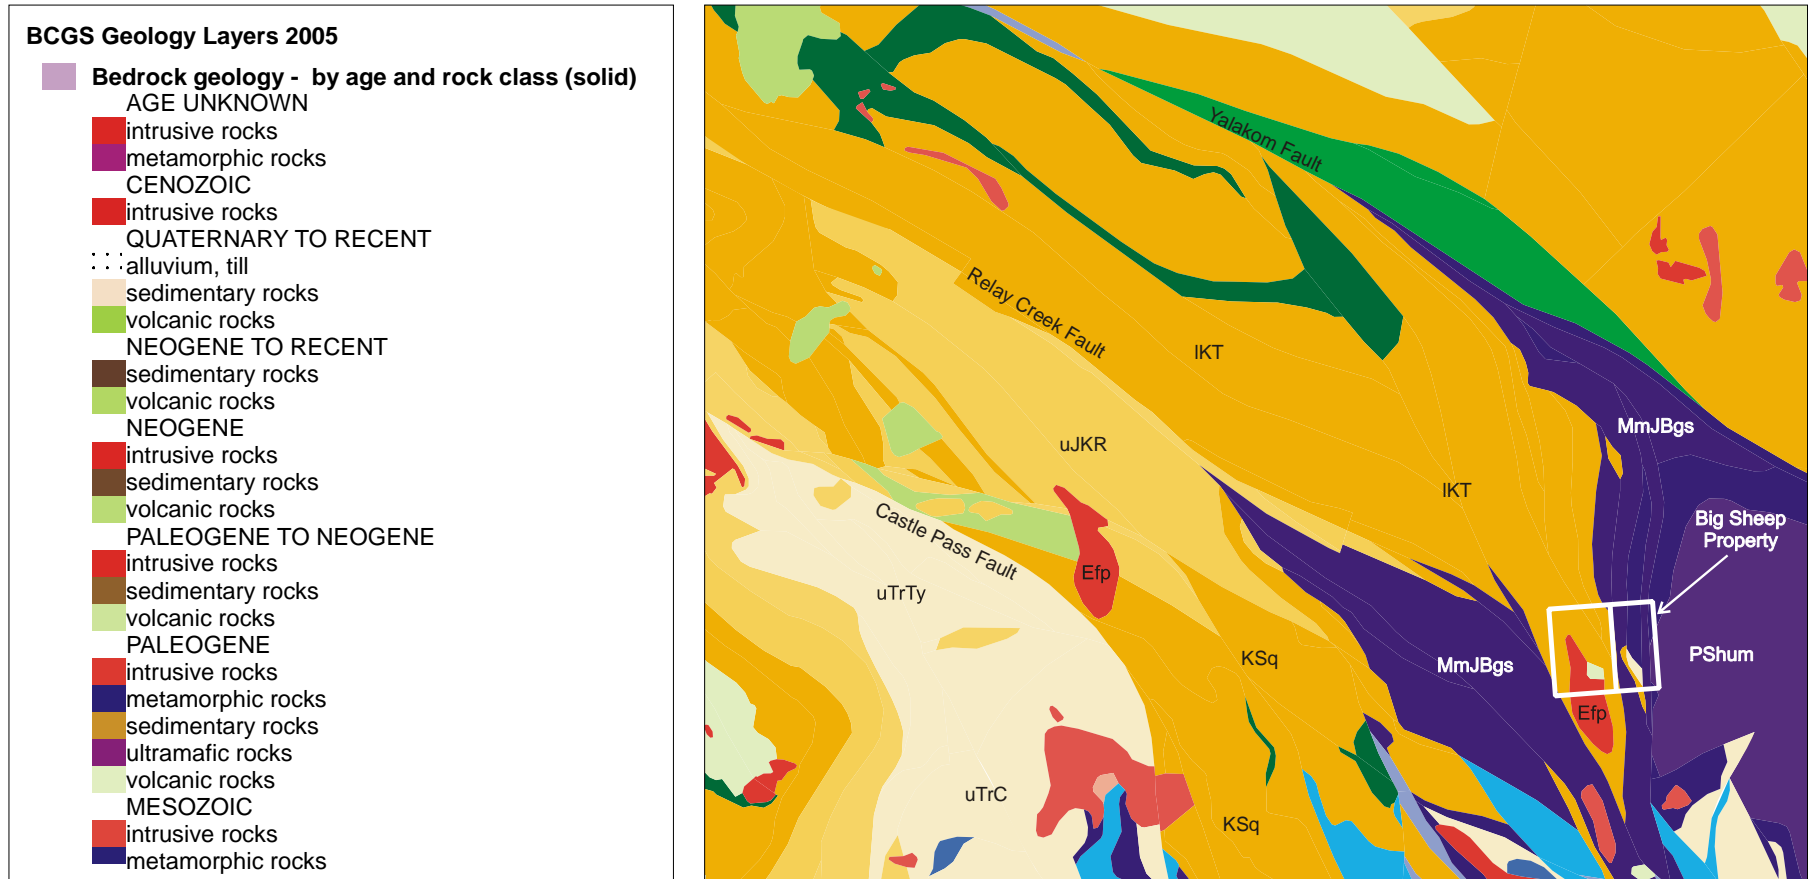 BCGS Geology Layers 2005
Bedrock geology -  by age and rock class (solid)
AGE UNKNOWN
intrusive rocks
metamorphic rocks
CENOZOIC
intrusive rocks
QUATERNARY TO RECENT
alluvium, till
sedimentary rocks
volcanic rocks
NEOGENE TO RECENT
sedimentary rocks
volcanic rocks
NEOGENE
intrusive rocks
sedimentary rocks
volcanic rocks
PALEOGENE TO NEOGENE
intrusive rocks
sedimentary rocks
volcanic rocks
PALEOGENE
intrusive rocks
metamorphic rocks
sedimentary rocks
ultramafic rocks
volcanic rocks
MESOZOIC
intrusive rocks
metamorphic rocks
Yalakom Fault
Relay Creek Fault
lKT
uJKR
MmJBgs
lKT
Big Sheep
Property
Castle Pass Fault
Efp
uTrTy
KSq
MmJBgs
PShum
Efp
uTrC
KSq